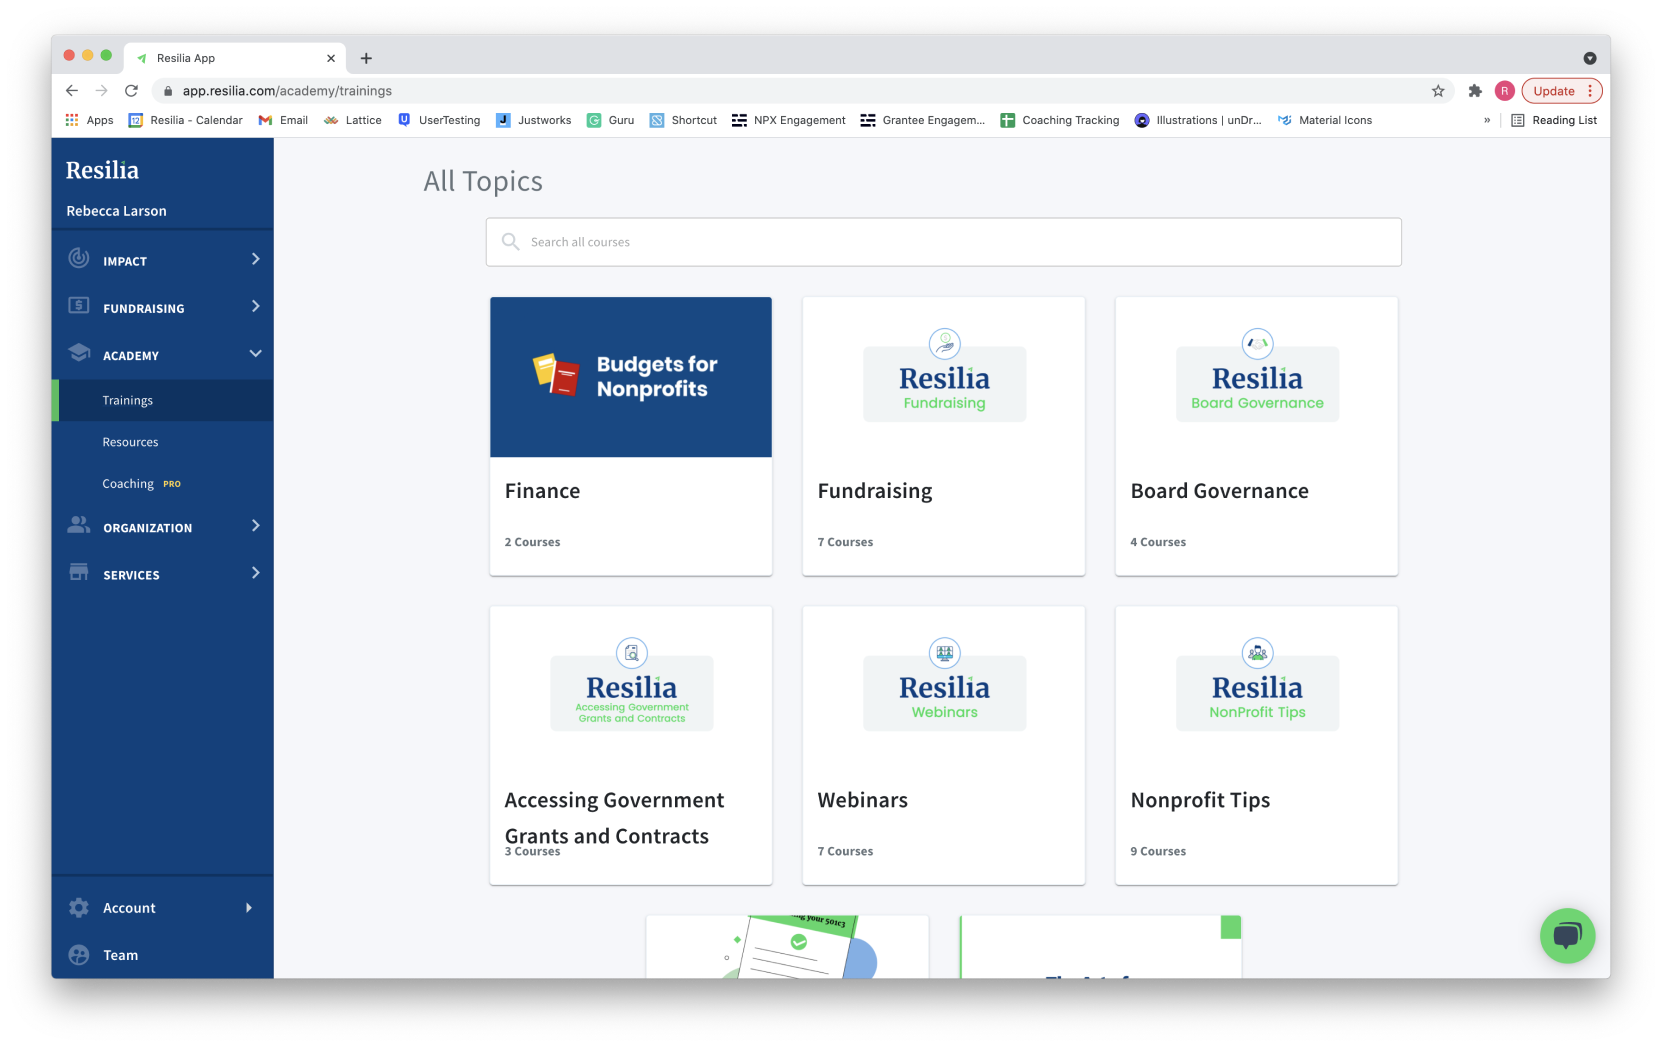 Resilia App
app.resilia.com/academy/trainings
R
Update
Apps
12
Resilia - Calendar
Email
Lattice
UserTesting
J
Justworks
G
Guru
Shortcut
NPX Engagement
Grantee Engagem...
Coaching Tracking
Illustrations | unDr...
Material Icons
»
Reading List
Resilia
Rebecca Larson
IMPACT
FUNDRAISING
ACADEMY
Trainings
Resources
Coaching PRO
ORGANIZATION
SERVICES
Account
Team
All Topics
Search all courses
Budgets for
Nonprofits
Finance
2 Courses
Resilia
Fundraising
Fundraising
7 Courses
Resilia
Board Governance
Board Governance
4 Courses
Resilia
Accessing Government
Grants and Contracts
Accessing Government
Grants and Contracts
3 Courses
Resilia
Webinars
Webinars
7 Courses
Resilia
NonProfit Tips
Nonprofit Tips
9 Courses
your 501c3